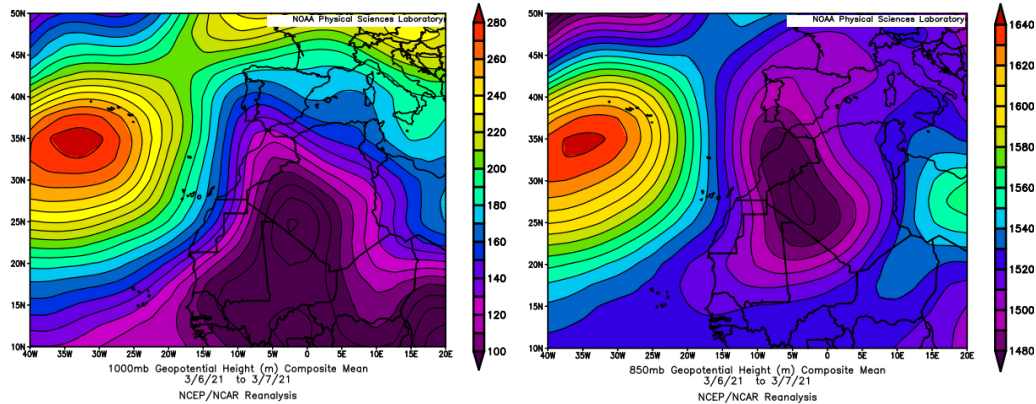 NOAA Physical Sciences Laboratory
50N
40N
30N
20N
15N
10N
40W 35W 30W 25W 20W 15W 10W 5W 0 5E 10E 15E 20E
280
260
240
220
200
180
160
140
120
100
1000mb Geopotential Height (m) Composite Mean
3/6/21 to 3/7/21
NCEP/NCAR Reanalysis
NOAA Physical Sciences Laboratory
50N
45N
40N
35N
30N
25N
20N
15N
10N
40W 35W 30W 25W 20W 15W 10W 5W 0 5E 10E 15E 20E
1640
1620
1600
1580
1560
1540
1520
1500
1480
850mb Geopotential Height (m) Composite Mean
3/6/21 to 3/7/21
NCEP/NCAR Reanalysis